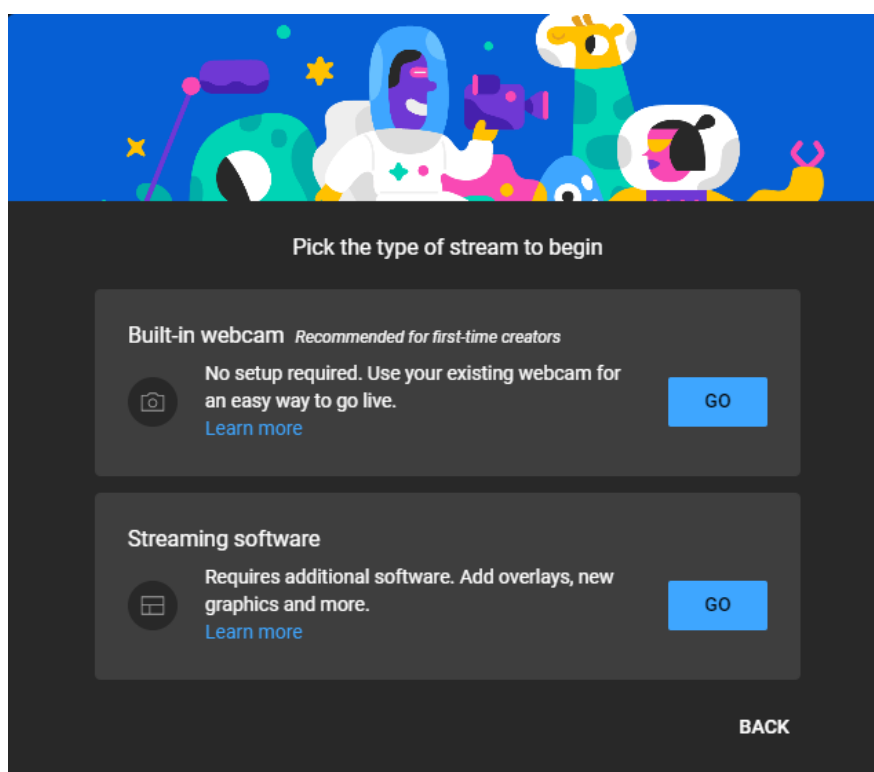 Pick the type of stream to begin
Built-in webcam Recommended for first-time creators
No setup required. Use your existing webcam for
an easy way to go live.
GO
Learn more
Streaming software
Requires additional software. Add overlays, new
graphics and more.
GO
Learn more
BACK